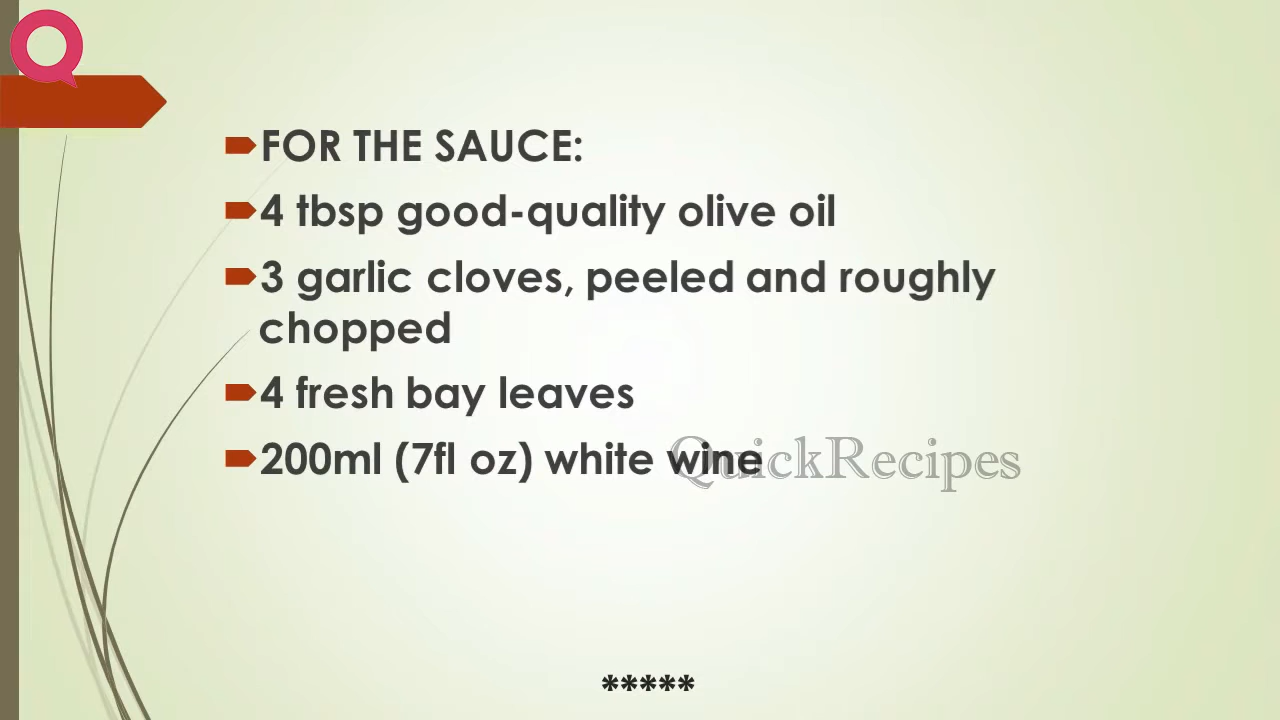 FOR THE SAUCE:
4 tbsp good-quality olive oil
3 garlic cloves, peeled and roughly
chopped
4 fresh bay leaves
200ml (7fl oz) white wine
QuickRecipes
*****